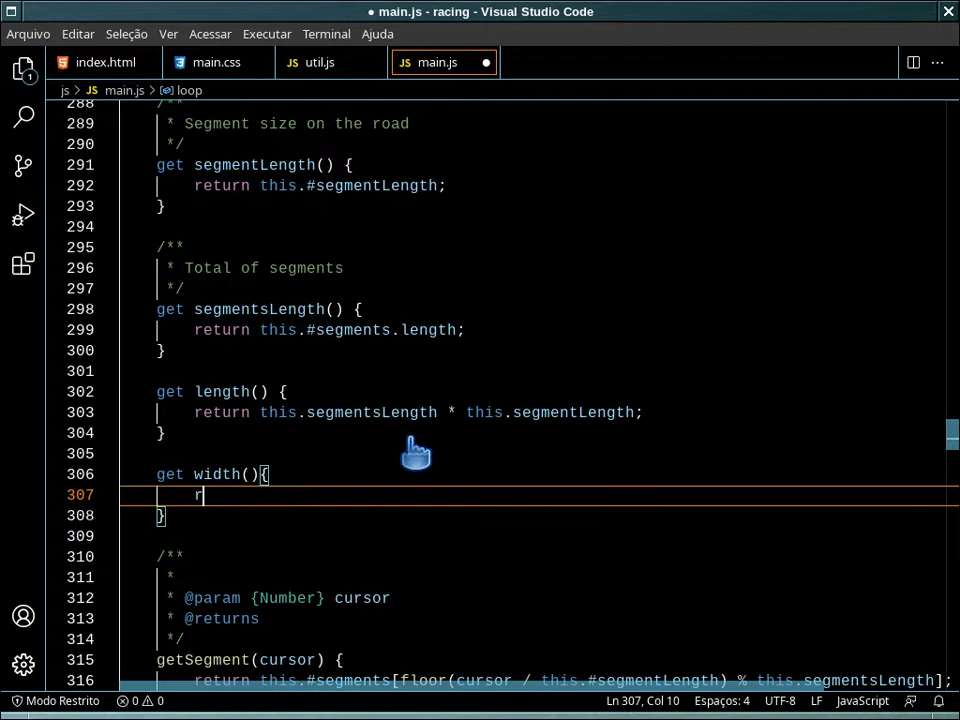 ● main.js - racing - Visual Studio Code
Arquivo Editar Seleção Ver Acessar Executar Terminal Ajuda
index.html main.css JS util.js JS main.js ●
js > JS main.js > loop
1
288 /**
289 * Segment size on the road
290 */
291 get segmentLength() {
292 return this.#segmentLength;
293 }
294
295 /**
296 * Total of segments
297 */
298 get segmentsLength() {
299 return this.#segments.length;
300 }
301
302 get length() {
303 return this.segmentsLength * this.segmentLength;
304 }
305
306 get width(){
307 r
308 }
309
310 /**
311 *
312 * @param {Number} cursor
313 * @returns
314 */
315 getSegment(cursor) {
316 return this.#segments[floor(cursor / this.#segmentLength) % this.segmentsLength];
Modo Restrito 0 0 Ln 307, Col 10 Espaços: 4 UTF-8 LF JavaScript